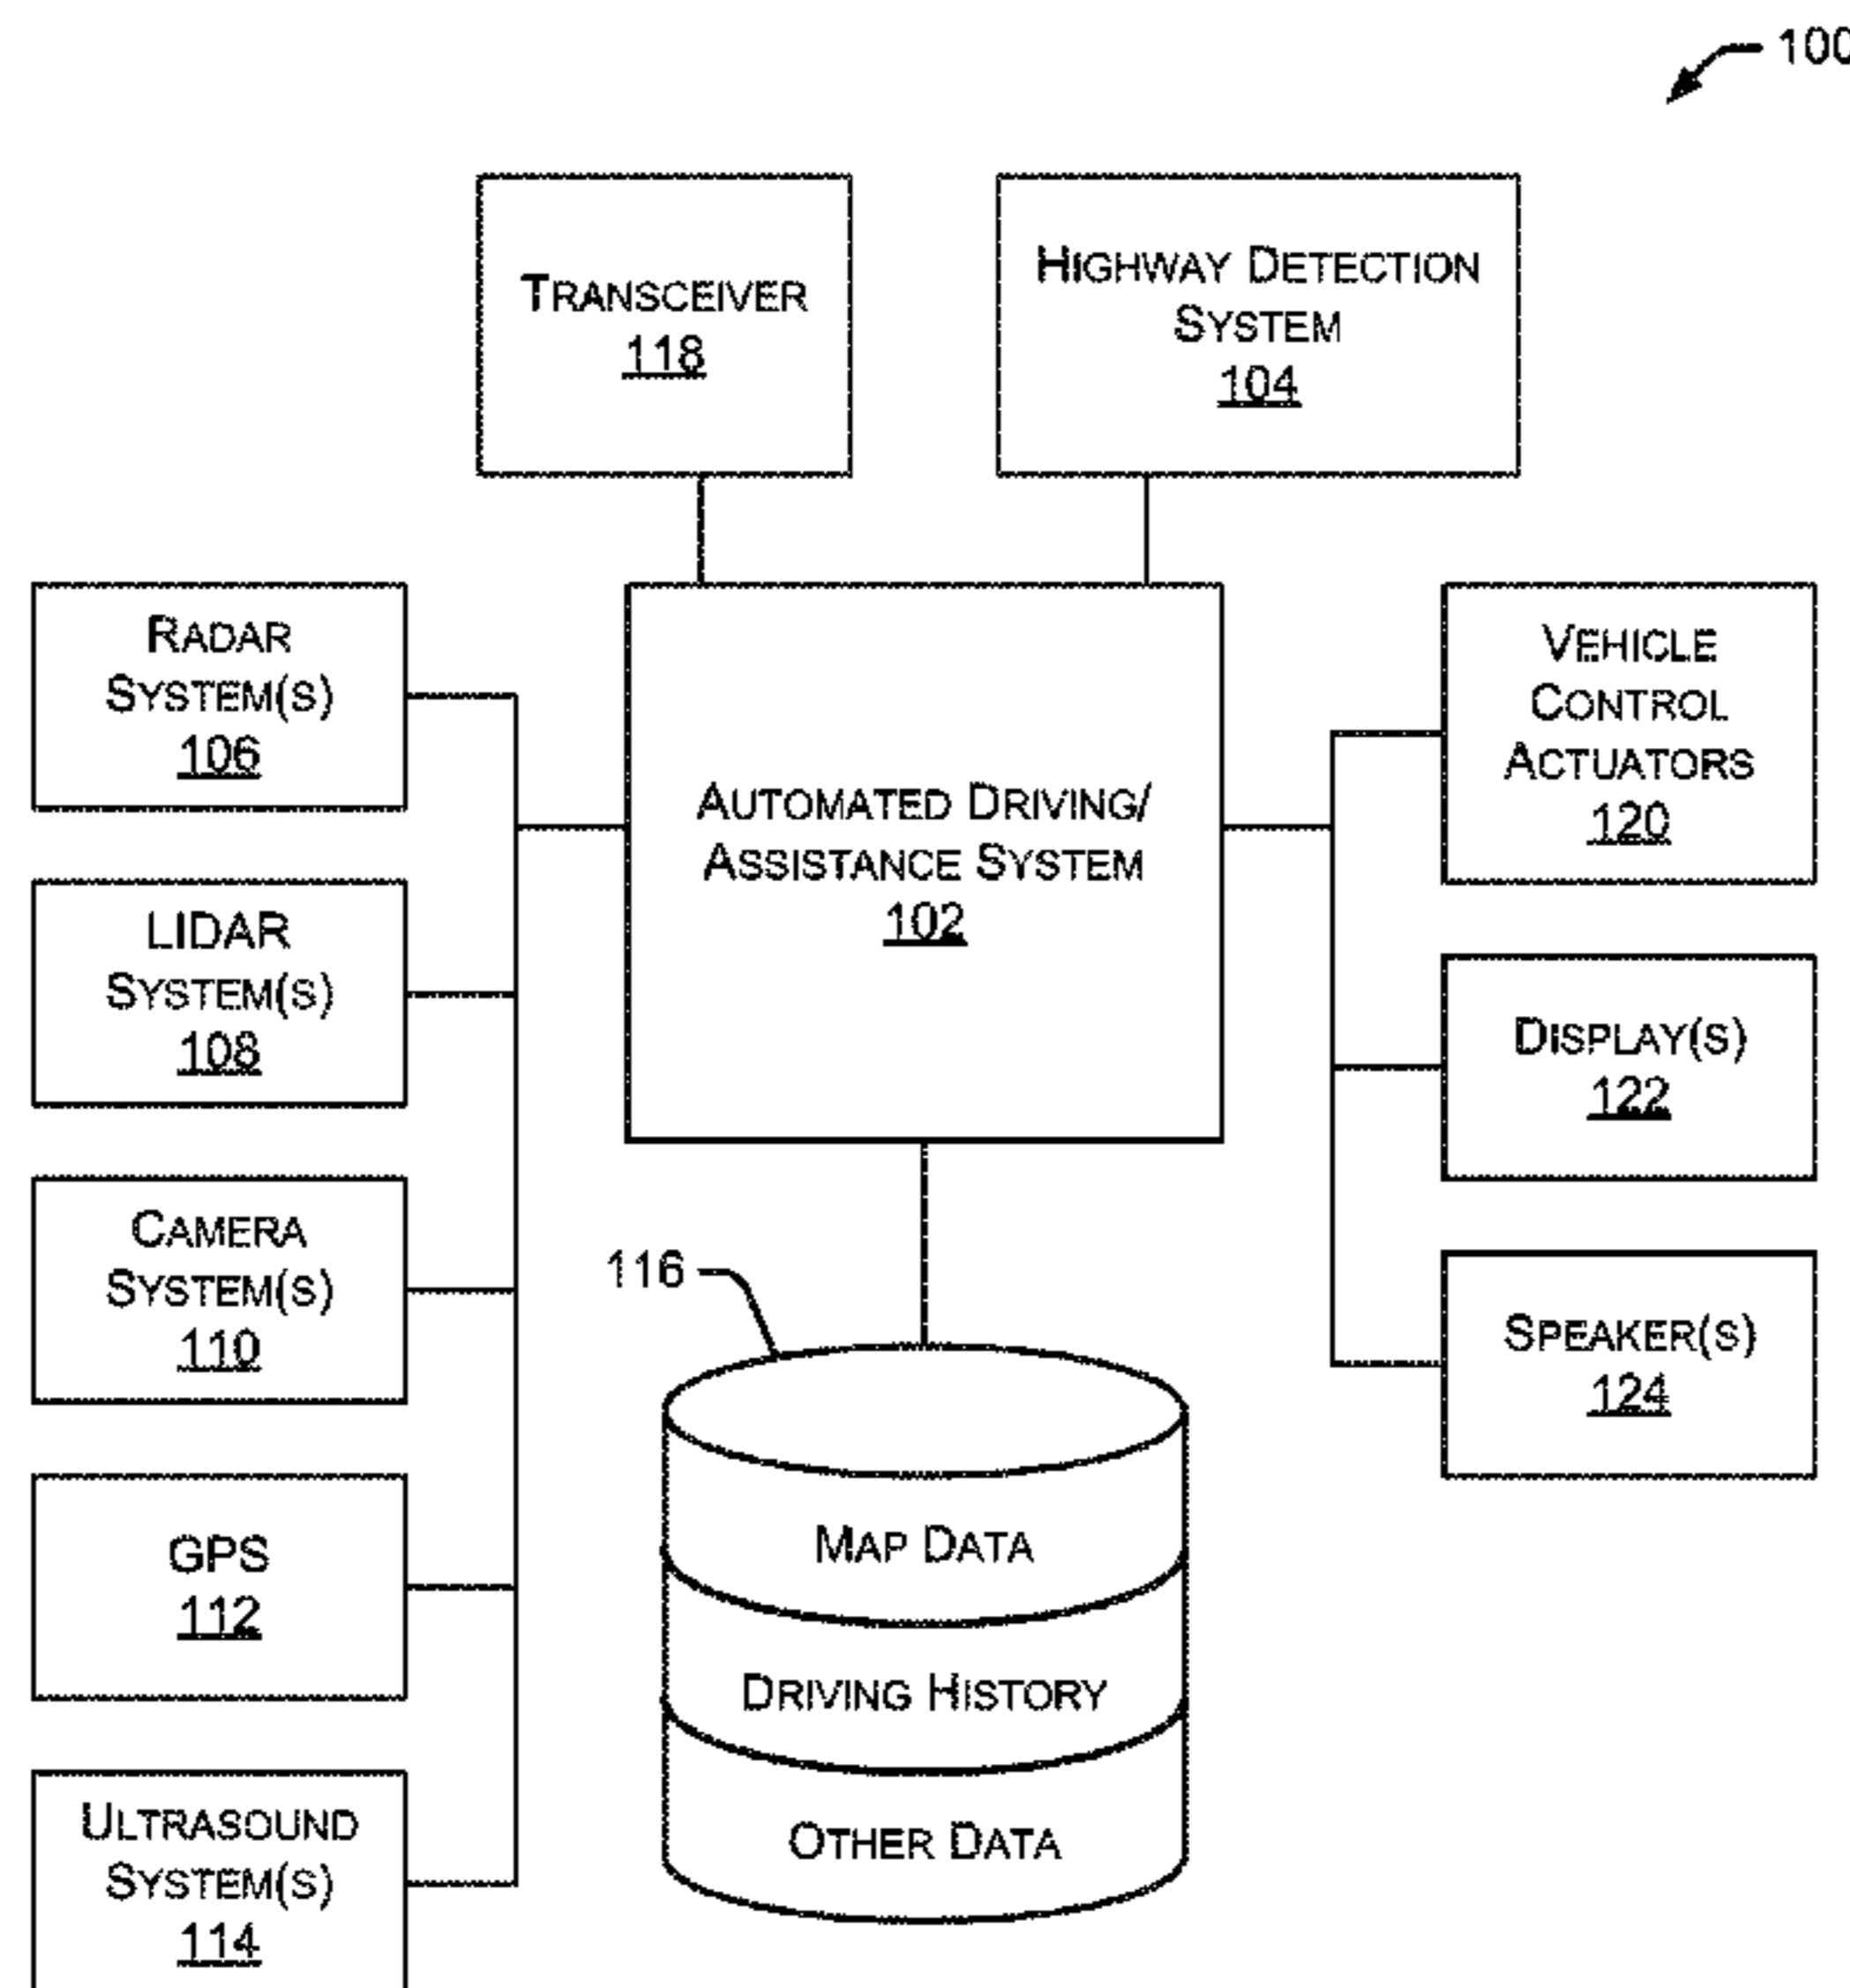 100
TRANSCEIVER
118
HIGHWAY DETECTION
SYSTEM
104
RADAR
SYSTEM(S)
106
LIDAR
SYSTEM(S)
108
CAMERA
SYSTEM(S)
110
GPS
112
ULTRASOUND
SYSTEM(S)
114
AUTOMATED DRIVING/
ASSISTANCE SYSTEM
102
116
MAP DATA
DRIVING HISTORY
OTHER DATA
VEHICLE
CONTROL
ACTUATORS
120
DISPLAY(S)
122
SPEAKER(S)
124